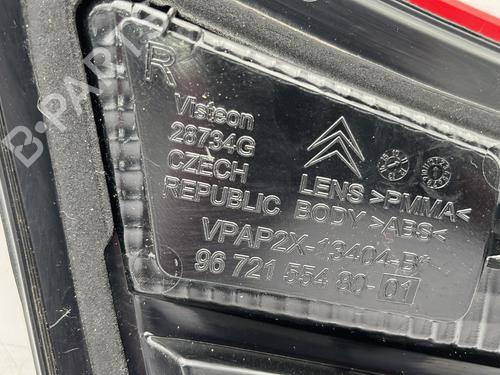 R
Visteon
28734G
CZECH
REPUBLIC
LENS >PMMA<
BODY >ABS<
VPAP2X-13404-B*
96 721 554 80-01
B-PARTS